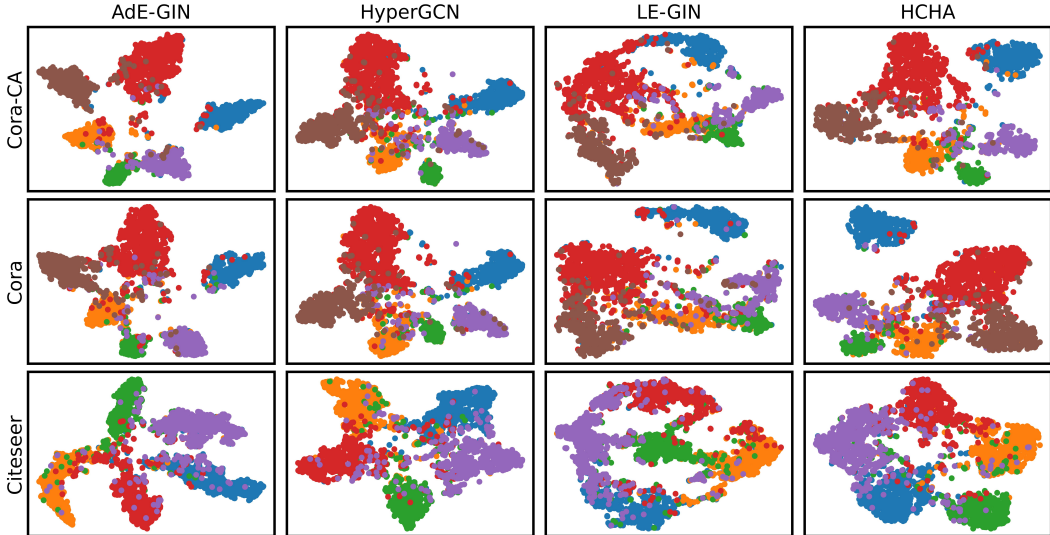 AdE-GIN
HyperGCN
LE-GIN
HCHA
Cora-CA
Cora
Citeseer